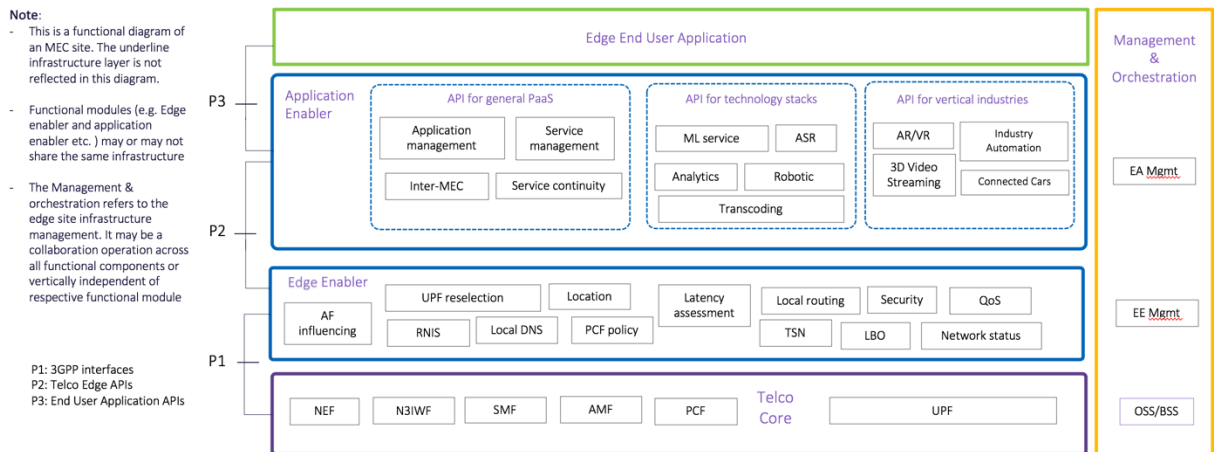 Note:
- This is a functional diagram of
an MEC site. The underline
infrastructure layer is not
reflected in this diagram.
- Functional modules (e.g. Edge
enabler and application
enabler etc. ) may or may not
share the same infrastructure
- The Management &
orchestration refers to the
edge site infrastructure
management. It may be a
collaboration operation across
all functional components or
vertically independent of
respective functional module
P1: 3GPP interfaces
P2: Telco Edge APIs
P3: End User Application APIs
P3
P2
P1
Edge End User Application
Application
Enabler
API for general PaaS
Application
management
Service
management
Inter-MEC
Service continuity
API for technology stacks
ML service
ASR
Analytics
Robotic
Transcoding
API for vertical industries
AR/VR
Industry
Automation
3D Video
Streaming
Connected Cars
Edge Enabler
AF
influencing
UPF reselection
Location
RNIS
Local DNS
PCF policy
Latency
assessment
Local routing
Security
QoS
TSN
LBO
Network status
NEF
N3IWF
SMF
AMF
PCF
Telco
Core
UPF
Management
&
Orchestration
EA Mgmt
EE Mgmt
OSS/BSS